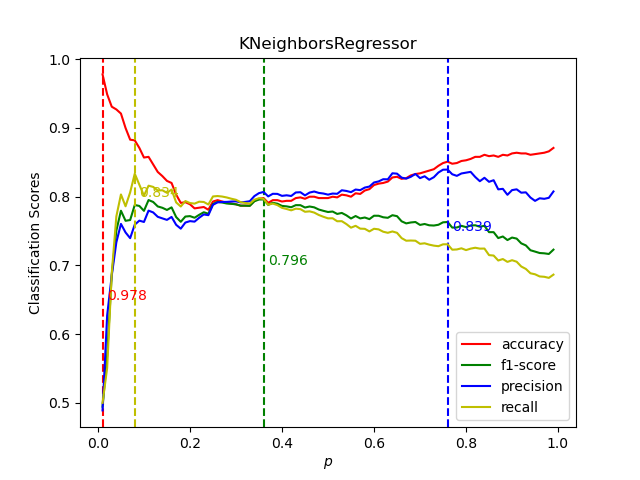 KNeighborsRegressor
Classification Scores
1.0
0.9
0.8
0.7
0.6
0.5
0.978
0.796
0.839
accuracy
f1-score
precision
recall
0.0
0.2
0.4
0.6
0.8
1.0
p